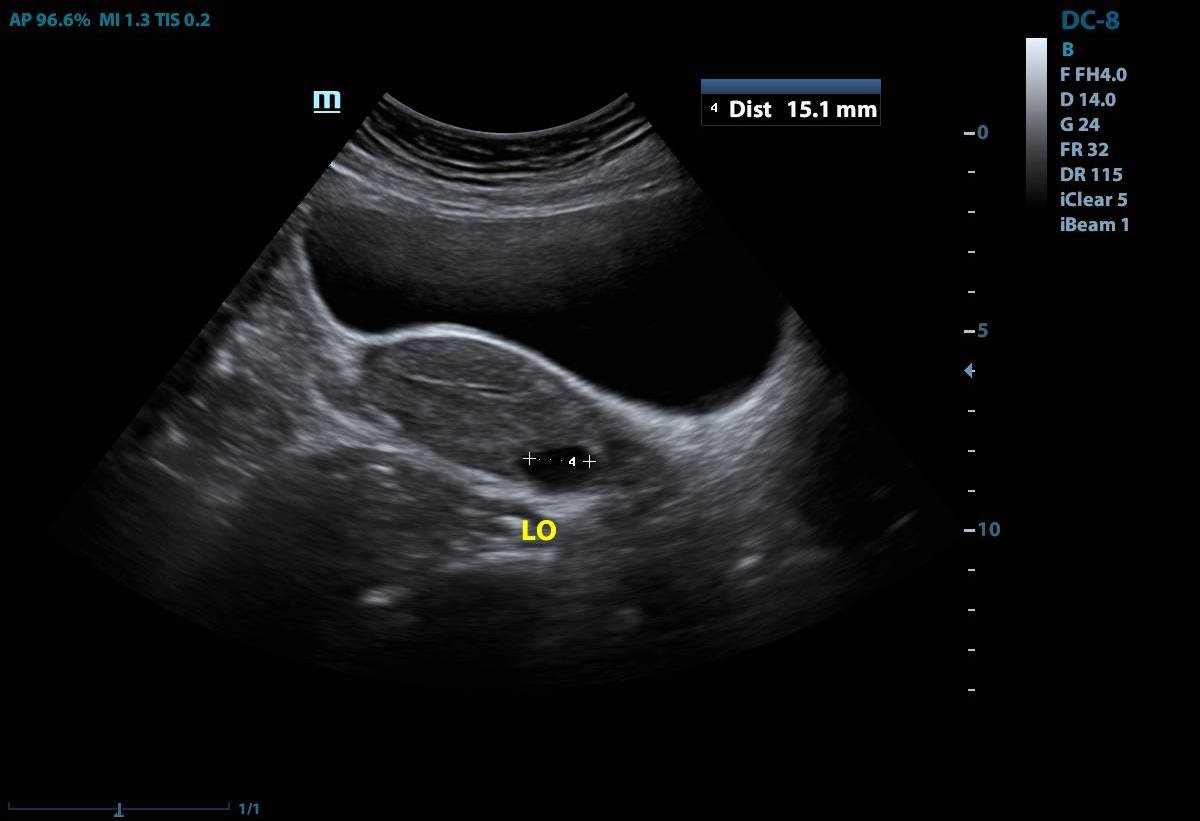 AP 96.6% MI 1.3 TIS 0.2
DC-8
m
B
F FH4.0
D 14.0
G 24
FR 32
DR 115
iClear 5
iBeam 1
4 Dist 15.1 mm
0
5
4
LO
10
1/1